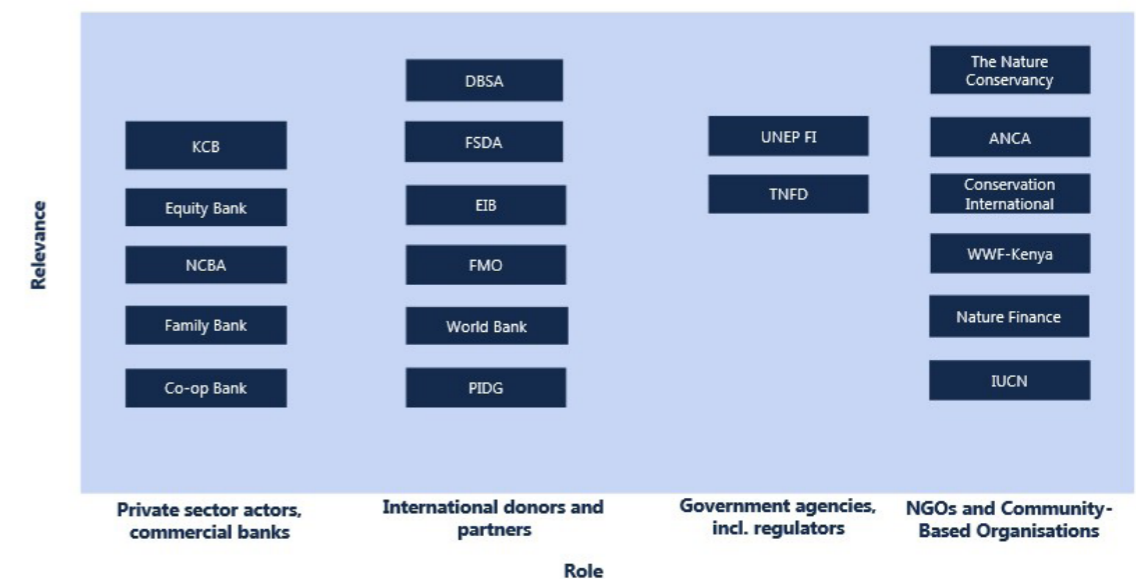 Relevance
KCB
Equity Bank
NCBA
Family Bank
Co-op Bank
DBSA
FSDA
EIB
FMO
World Bank
PIDG
UNEP FI
TNFD
The Nature
Conservancy
ANCA
Conservation
International
WWF-Kenya
Nature Finance
IUCN
Private sector actors,
commercial banks
International donors and
partners
Government agencies,
incl. regulators
NGOs and Community-
Based Organisations
Role